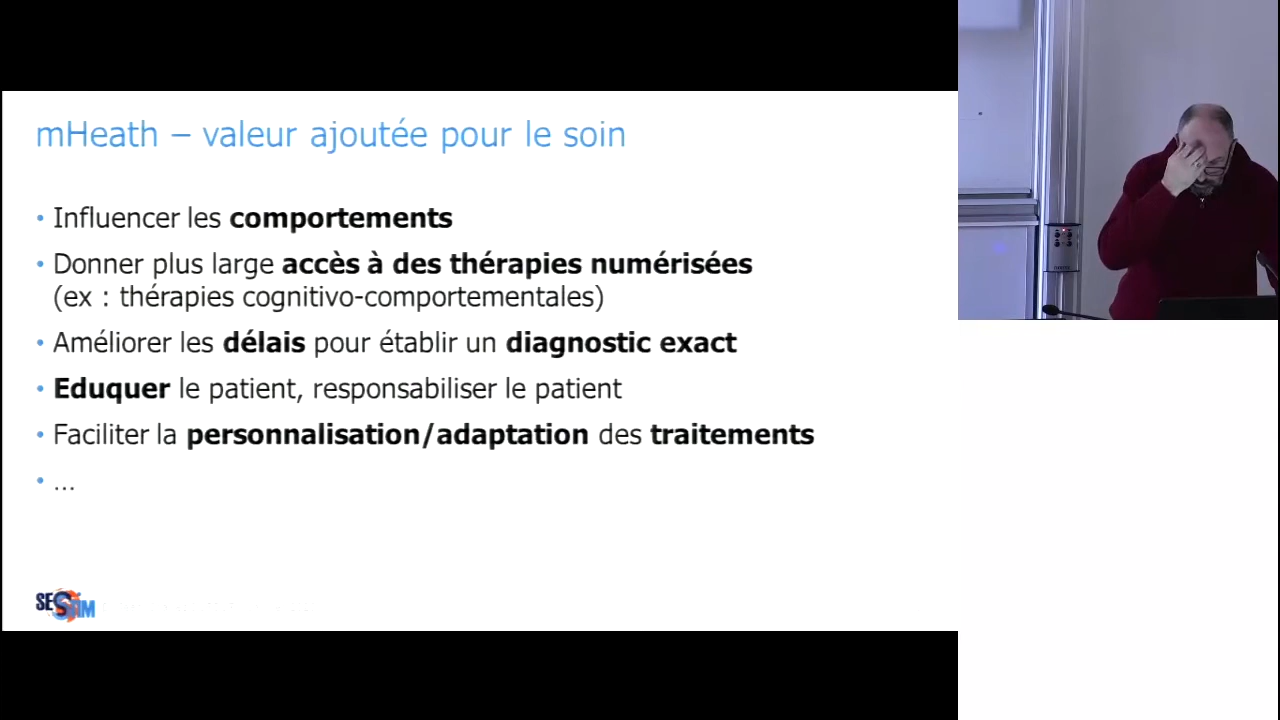 mHeath – valeur ajoutée pour le soin
• Influencer les comportements
• Donner plus large accès à des thérapies numérisées
(ex : thérapies cognitivo-comportementales)
• Améliorer les délais pour établir un diagnostic exact
• Eduquer le patient, responsabiliser le patient
• Faciliter la personnalisation/adaptation des traitements
• ...
SESSTIM